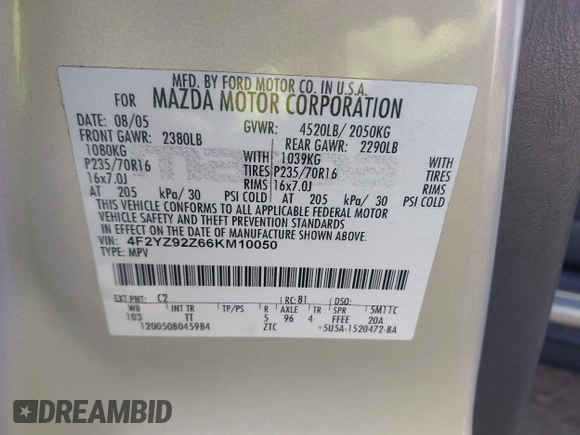 MFD. BY FORD MOTOR CO. IN U.S.A.
FOR MAZDA MOTOR CORPORATION
DATE: 08/05 GVWR: 4520LB/ 2050KG
FRONT GAWR: 2380LB REAR GAWR: 2290LB
1080KG WITH 1039KG WITH
P235/70R16 TIRES P235/70R16 TIRES
16x7.0J RIMS 16x7.0J RIMS
AT 205 kPa/ 30 PSI COLD AT 205 kPa/ 30 PSI COLD
THIS VEHICLE CONFORMS TO ALL APPLICABLE FEDERAL MOTOR
VEHICLE SAFETY AND THEFT PREVENTION STANDARDS
IN EFFECT ON THE DATE OF MANUFACTURE SHOWN ABOVE.
VIN: 4F2YZ92Z66KM10050
TYPE: MPV
EXT PNT: C2 RC: 81 DSO:
WB INT TR TP/PS R AXLE TR SPR 5MTTC
103 TT 5 96 4 FFEE 20A
12005080459B4 ZTC 5U5A-1520472-BA
DREAMBID